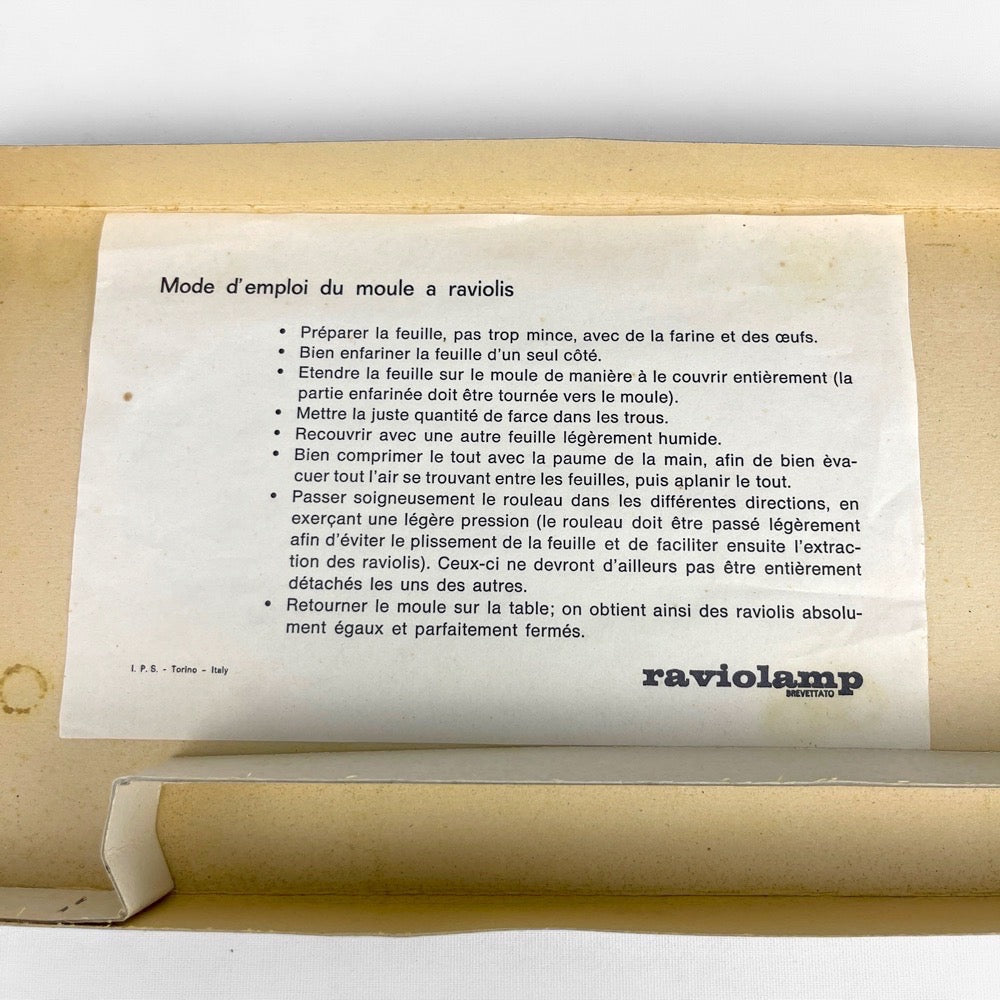 Mode d'emploi du moule a raviolis
• Préparer la feuille, pas trop mince, avec de la farine et des œufs.
• Bien enfariner la feuille d'un seul côté.
• Etendre la feuille sur le moule de manière à le couvrir entièrement (la
partie enfarinée doit être tournée vers le moule).
• Mettre la juste quantité de farce dans les trous.
• Recouvrir avec une autre feuille légèrement humide.
• Bien comprimer le tout avec la paume de la main, afin de bien èva-
cuer tout l'air se trouvant entre les feuilles, puis aplanir le tout.
• Passer soigneusement le rouleau dans les différentes directions, en
exerçant une légère pression (le rouleau doit être passé légèrement
afin d'éviter le plissement de la feuille et de faciliter ensuite l'extrac-
tion des raviolis). Ceux-ci ne devront d'ailleurs pas être entièrement
détachés les uns des autres.
• Retourner le moule sur la table; on obtient ainsi des raviolis absolu-
ment égaux et parfaitement fermés.
I. P. S. - Torino - Italy
raviolamp
BREVETTATO